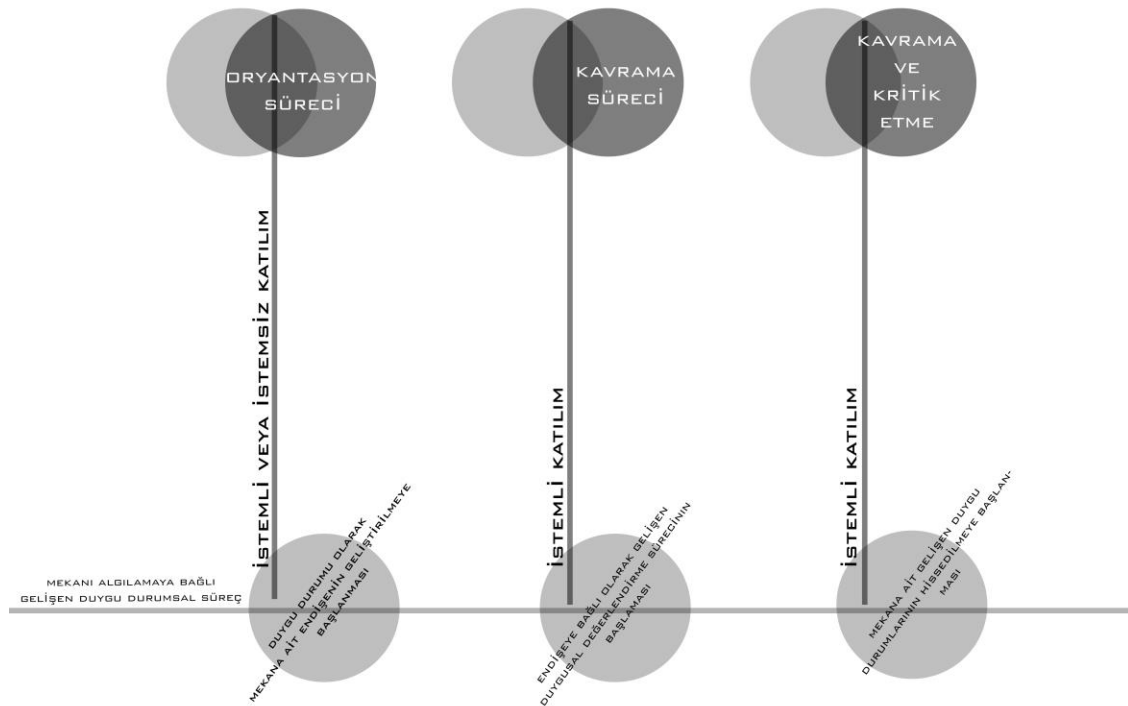 ORYANTASYON
SÜRECİ
KAVRAMA
SÜRECİ
KAVRAMA
VE
KRİTİK
ETME
İSTEMLİ VEYA İSTEMSİZ KATILIM
İSTEMLİ KATILIM
İSTEMLİ KATILIM
MEKANI ALGILAMAYA BAĞLI
GELİŞEN DUYGU DURUMSAL SÜREÇ
DUYGU DURUMU OLARAK
MEKANA AİT ENDİŞENİN GELİŞTİRİLMEYE
BAŞLANMASI
ENDİŞEYE BAĞLI OLARAK GELİŞEN
DUYGUSAL DEĞERLENDİRME SÜRECİNİN
BAŞLAMASI
MEKANA AİT GELİŞEN DUYGU
DURUMLARININ HİSSEDİLMEYE BAŞLAN-
MASI